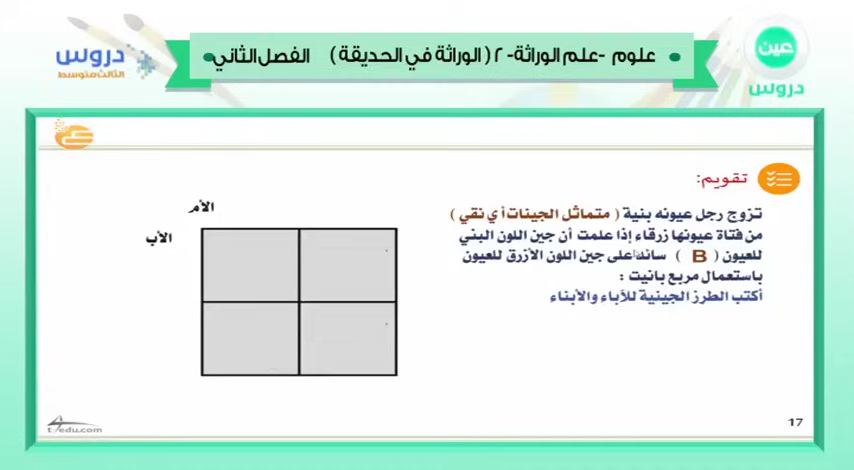 علوم -علم الوراثة- ٢ ( الوراثة في الحديقة ) الفصل الثاني
عين
دروس
دروس
الثالث متوسط
تقويم:
تزوج رجل عيونه بنية ( متماثل الجينات أي نقي )
من فتاة عيونها زرقاء إذا علمت أن جين اللون البني
للعيون ( B ) سائد على جين اللون الأزرق للعيون
باستعمال مربع بانيت :
أكتب الطرز الجينية للآباء والأبناء
الأم
الأب
17
t4edu.com